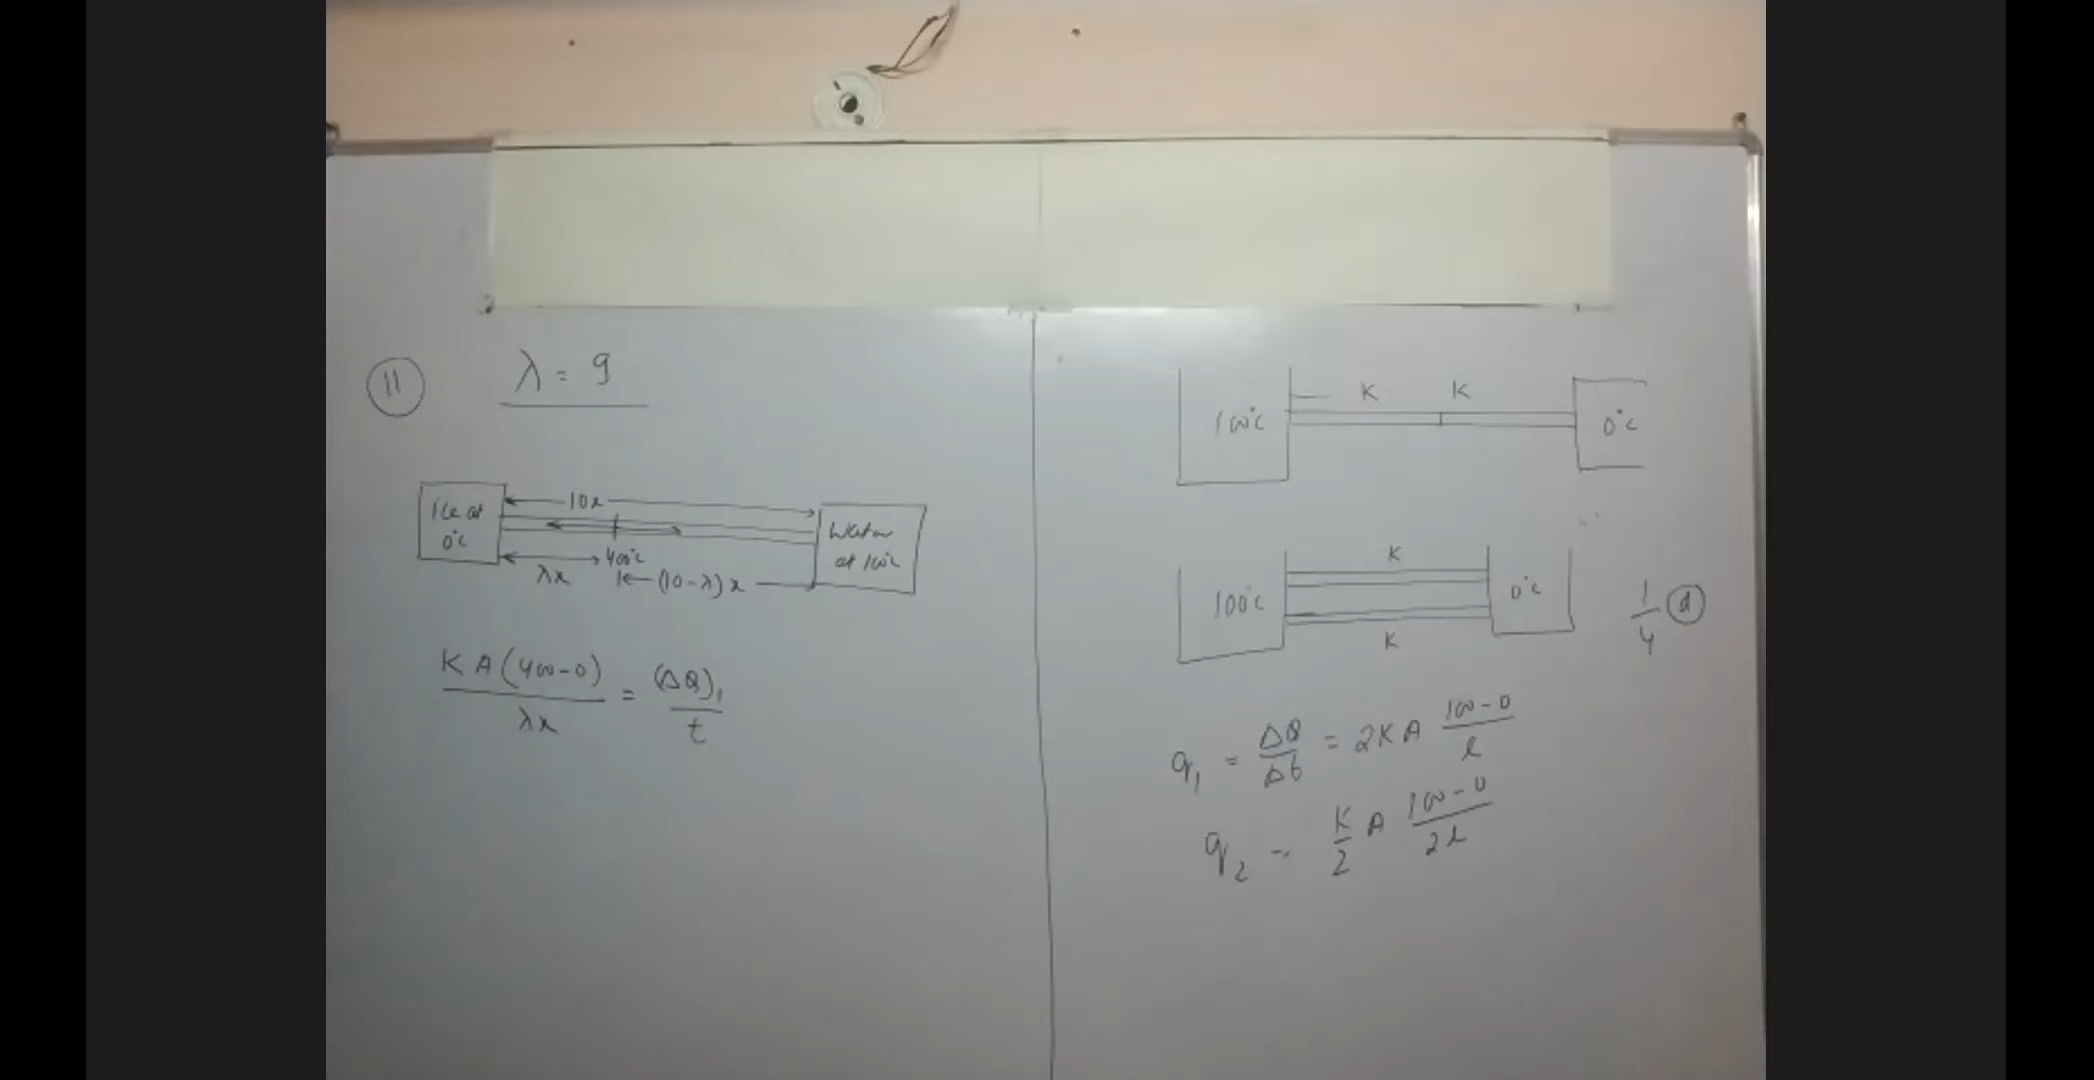 11
λ = 9
Ice at
0°C
10x
400°C
λx
(10-λ)x
Water
at 100°C
K A (400-0) / λx = (ΔQ)₁ / t
100°C
K K
0°C
100°C
K
K
0°C
1/4 (d)
q₁ = ΔQ/Δt = 2KA (100-0)/l
q₂ = K/2 A (100-0)/2l